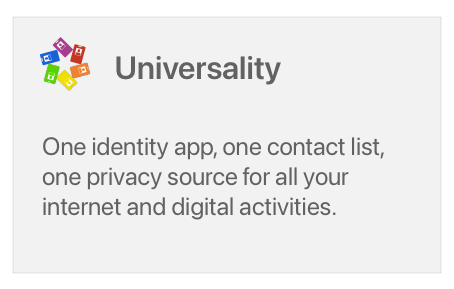 Universality
One identity app, one contact list,
one privacy source for all your
internet and digital activities.